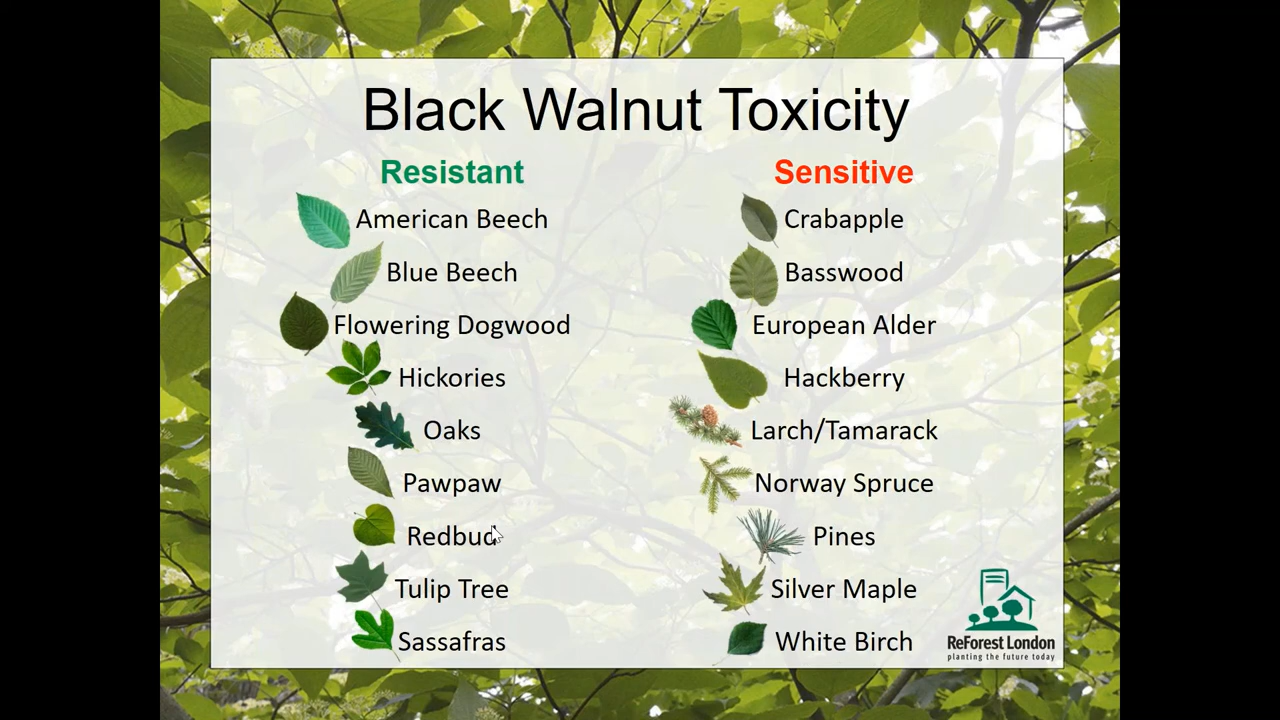 Black Walnut Toxicity
Resistant
American Beech
Blue Beech
Flowering Dogwood
Hickories
Oaks
Pawpaw
Redbud
Tulip Tree
Sassafras
Sensitive
Crabapple
Basswood
European Alder
Hackberry
Larch/Tamarack
Norway Spruce
Pines
Silver Maple
White Birch
ReForest London
planting the future today